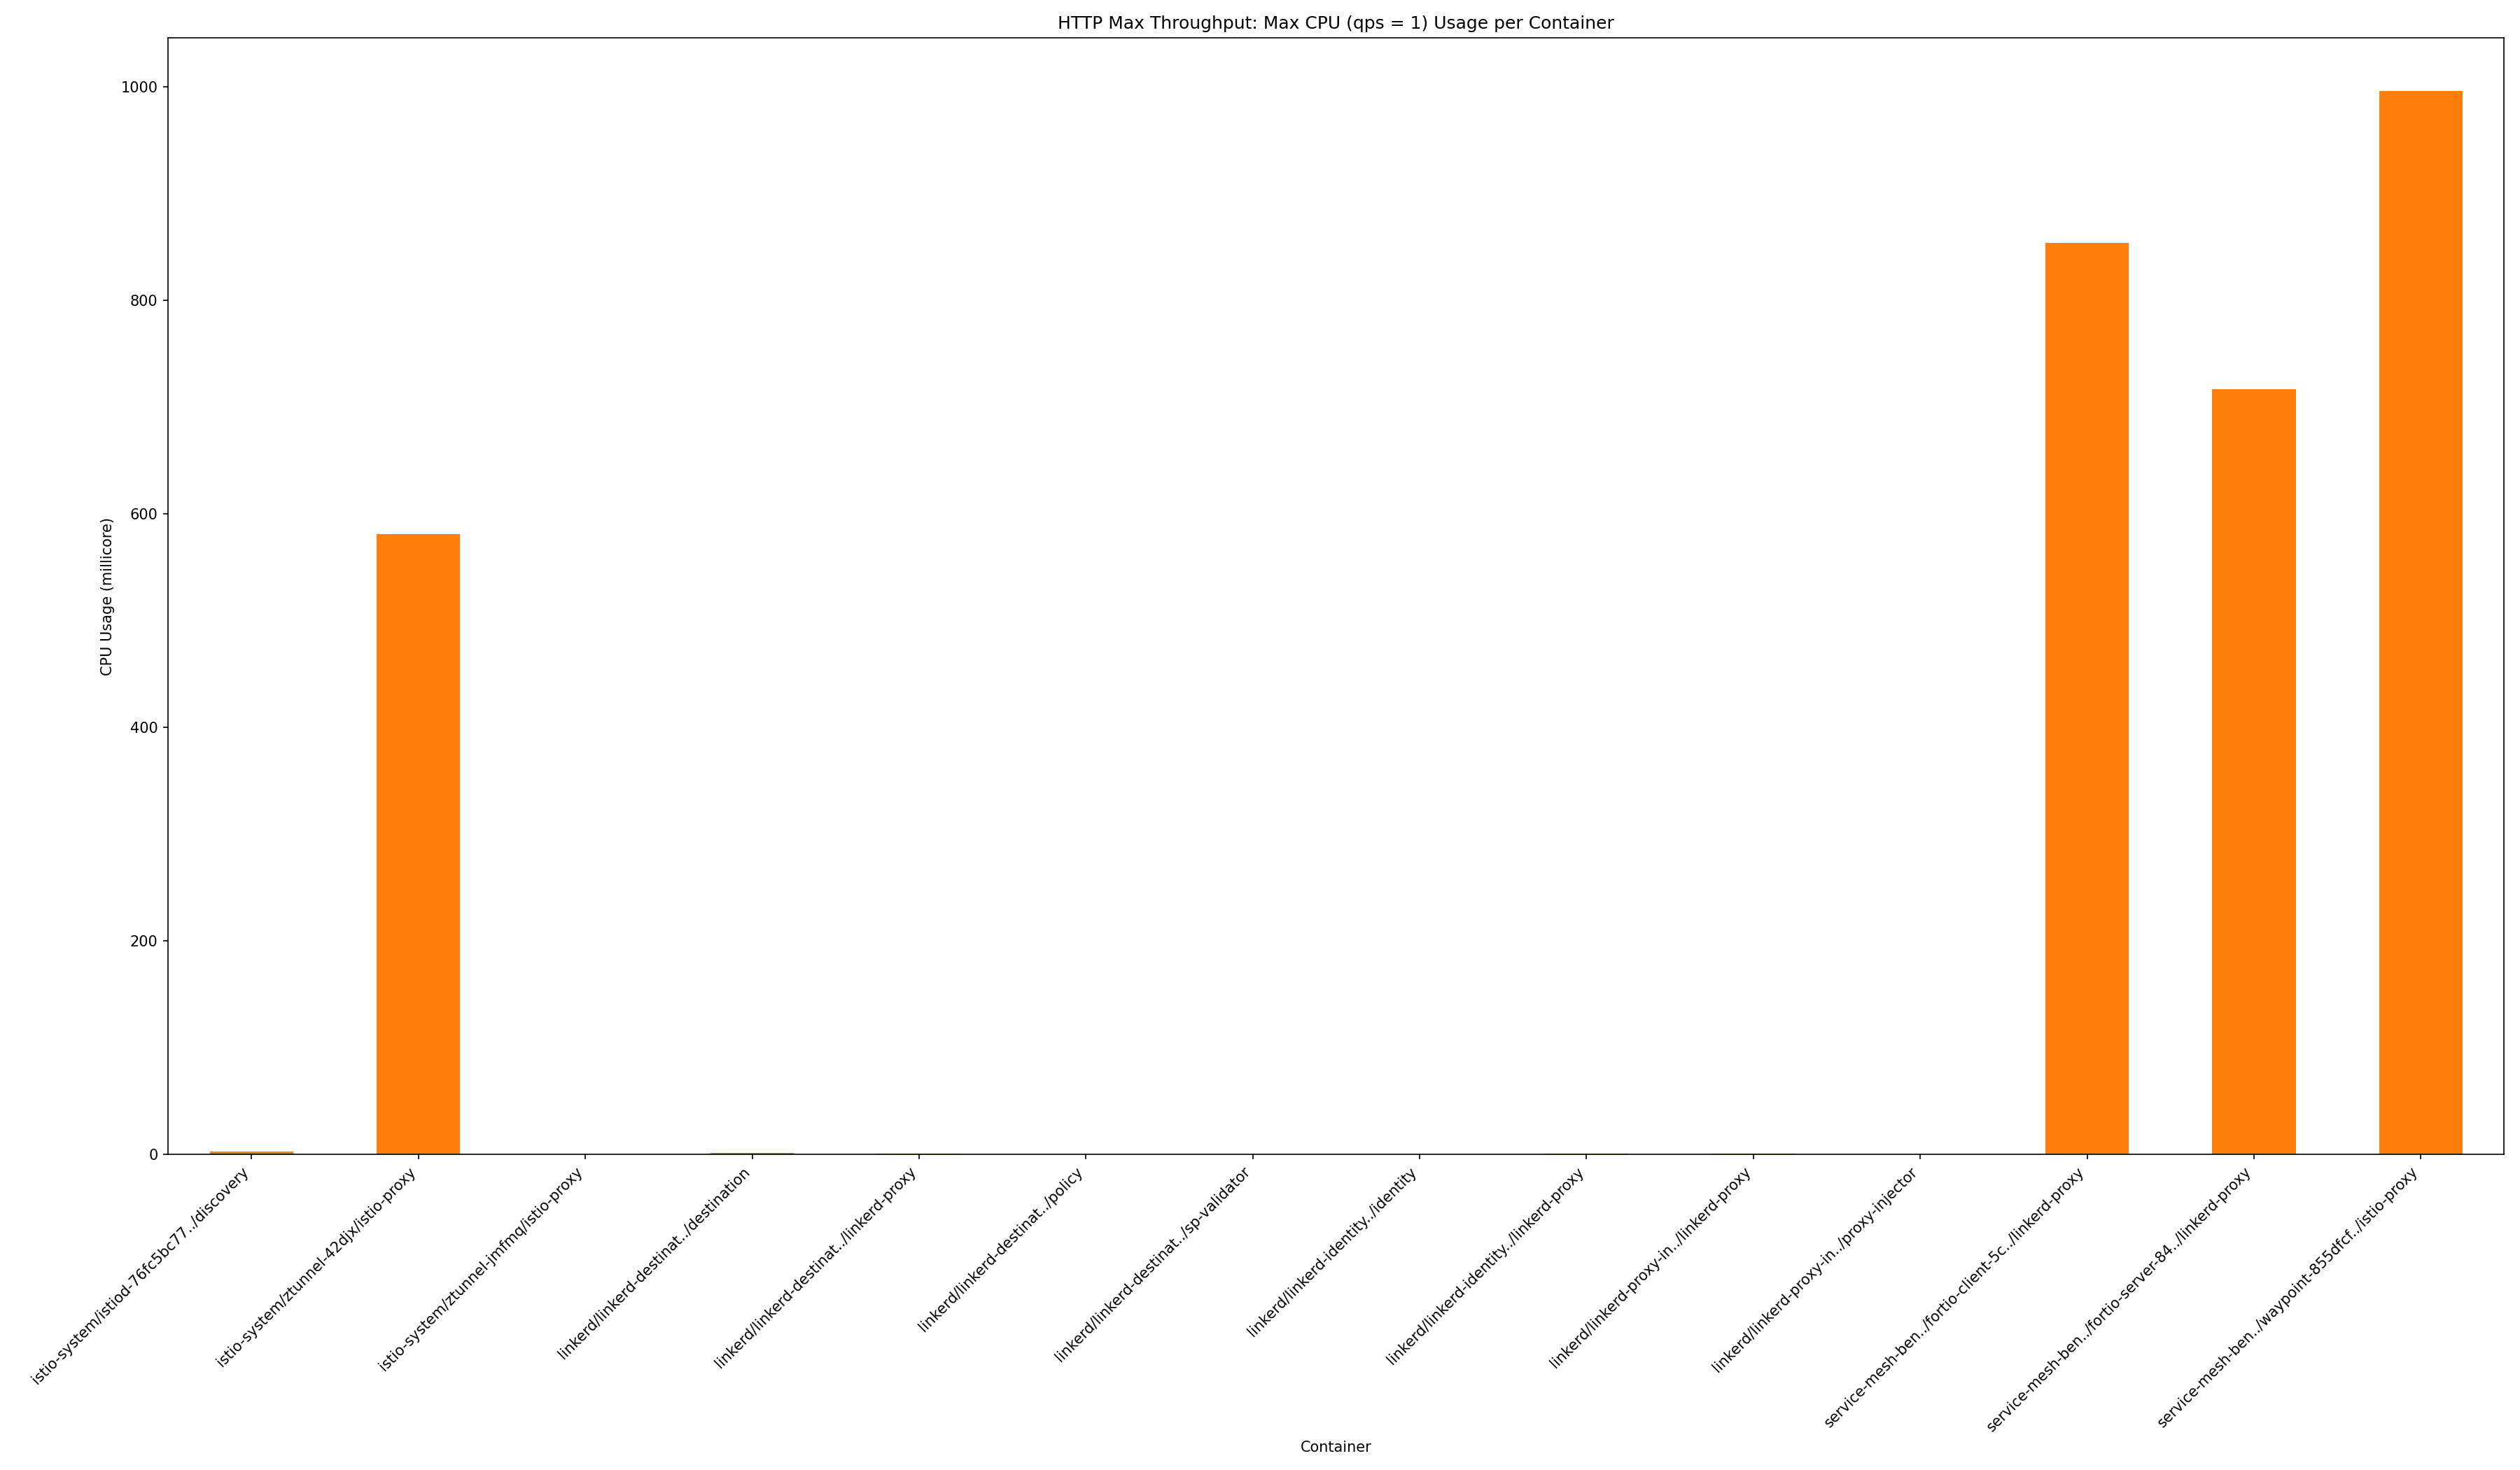 HTTP Max Throughput: Max CPU (qps = 1) Usage per Container
CPU Usage (millicore)
1000
800
600
400
200
0
istio-system/istiod-76fc5bc77../discovery
istio-system/ztunnel-42djx/istio-proxy
istio-system/ztunnel-jmfmq/istio-proxy
linkerd/linkerd-destinat../destination
linkerd/linkerd-destinat../linkerd-proxy
linkerd/linkerd-destinat../policy
linkerd/linkerd-destinat../sp-validator
linkerd/linkerd-identity../identity
linkerd/linkerd-identity../linkerd-proxy
linkerd/linkerd-proxy-in../linkerd-proxy
linkerd/linkerd-proxy-in../proxy-injector
service-mesh-ben../fortio-client-5c../linkerd-proxy
service-mesh-ben../fortio-server-84../linkerd-proxy
service-mesh-ben../waypoint-855dfcf../istio-proxy
Container